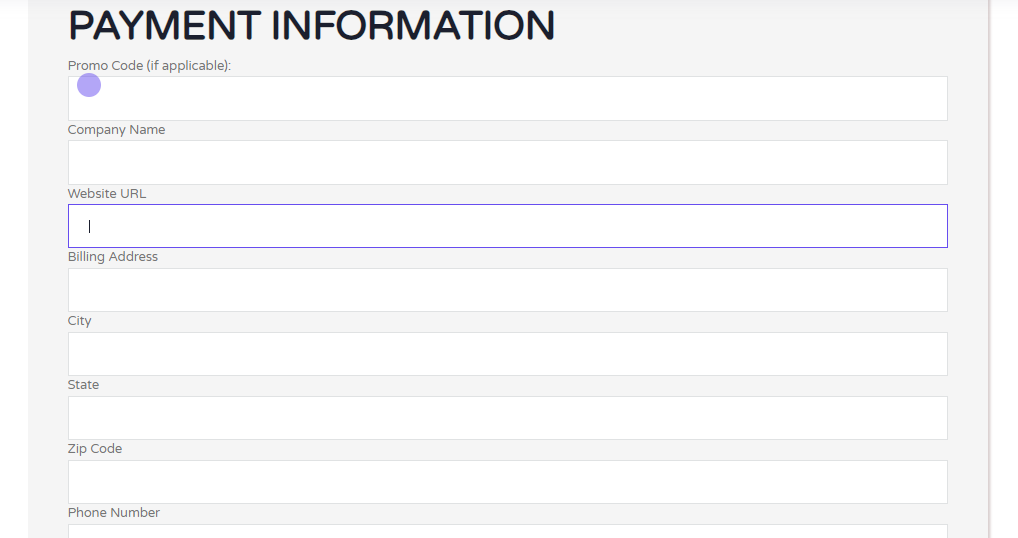 PAYMENT INFORMATION
Promo Code (if applicable):
Company Name
Website URL
Billing Address
City
State
Zip Code
Phone Number